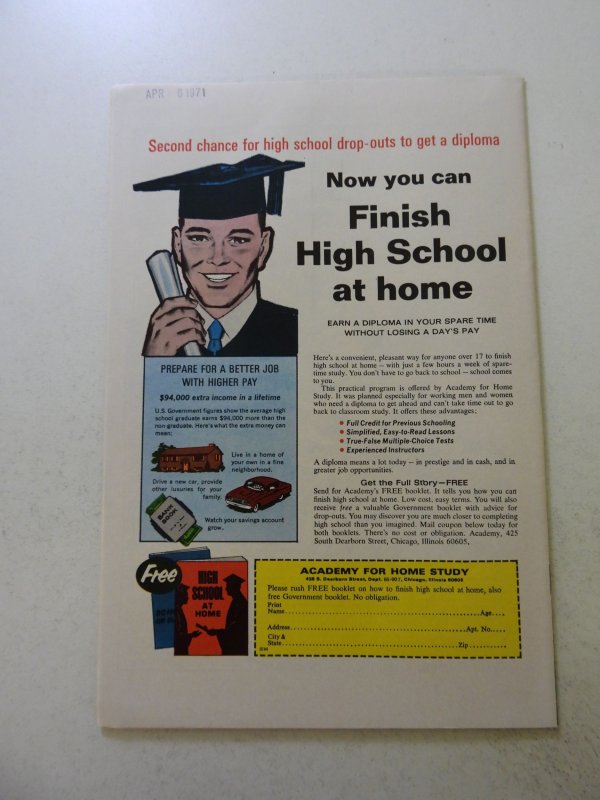 APR 1971
Second chance for high school drop-outs to get a diploma
Now you can
Finish
High School
at home
EARN A DIPLOMA IN YOUR SPARE TIME
WITHOUT LOSING A DAY'S PAY
Here's a convenient, pleasant way for anyone over 17 to finish
high school at home – with just a few hours a week of spare-
time study. You don't have to go back to school – school comes
to you.
This practical program is offered by Academy for Home
Study. It was planned especially for working men and women
who need a diploma to get ahead and can't take time out to go
back to classroom study. It offers these advantages:
• Full Credit for Previous Schooling
• Simplified, Easy-to-Read Lessons
• True-False Multiple-Choice Tests
• Experienced Instructors
A diploma means a lot today – in prestige and in cash, and in
greater job opportunities.
Get the Full Story—FREE
Send for Academy's FREE booklet. It tells you how you can
finish high school at home. Low cost, easy terms. You will also
receive free a valuable Government booklet with advice for
drop-outs. You may discover you are much closer to completing
high school than you imagined. Mail coupon below today for
both booklets. There's no cost or obligation. Academy, 425
South Dearborn Street, Chicago, Illinois 60605.
PREPARE FOR A BETTER JOB
WITH HIGHER PAY
$94,000 extra income in a lifetime
U.S. Government figures show the average high
school graduate earns $94,000 more than the
non-graduate. Here's what the extra money can
mean:
Live in a home of
your own in a fine
neighborhood.
Drive a new car, provide
other luxuries for your
family.
BANK
BOOK
Watch your savings account
grow.
Free
HIGH
SCHOOL
AT
HOME
ACADEMY FOR HOME STUDY
Dearborn Street, Dept. Chicago, Illinois 60605
Please rush FREE booklet on how to finish high school at home, also
free Government booklet. No obligation.
Print
Name Age
Address Apt. No.
City &
State Zip